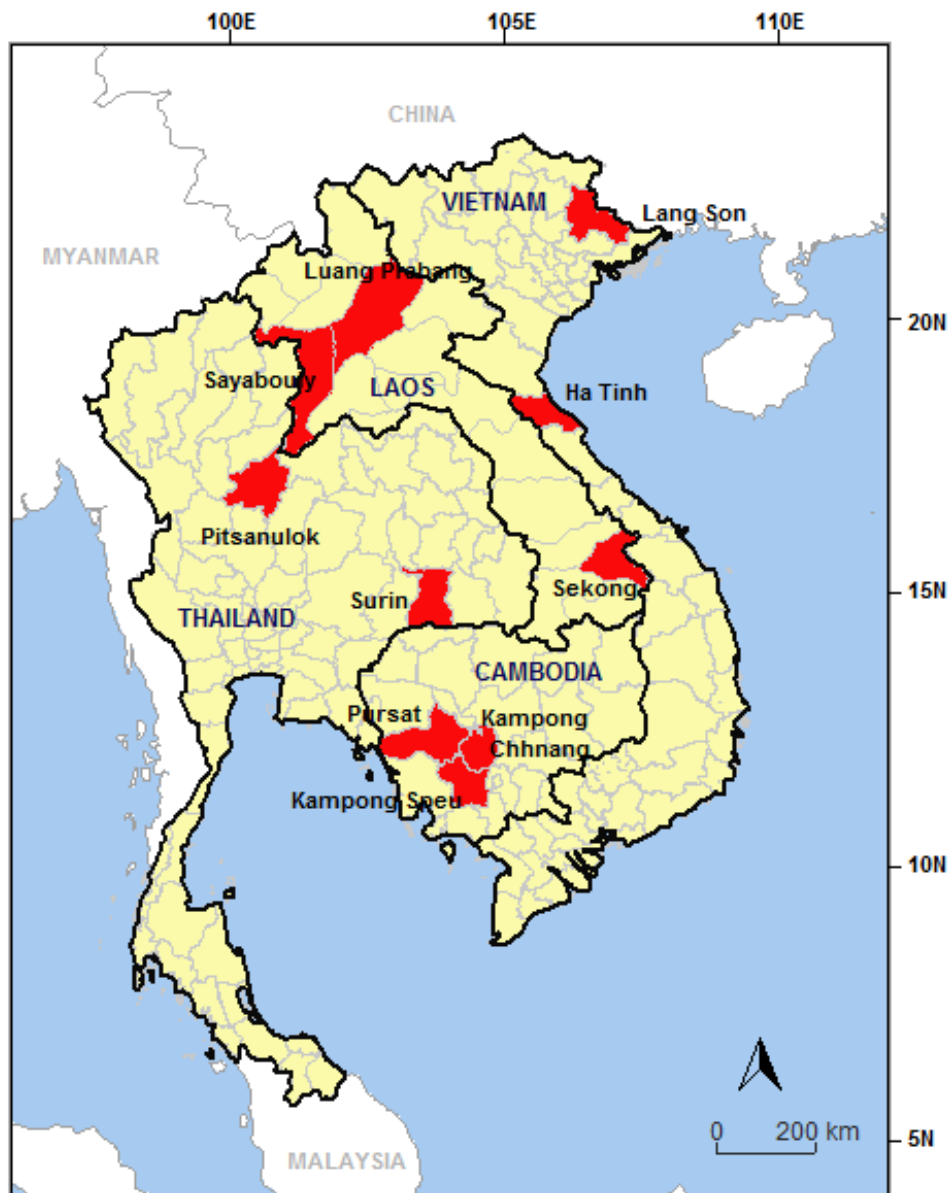 100E
105E
110E
CHINA
VIETNAM
Lang Son
MYANMAR
Luang Prabang
20N
Sayaboury
LAOS
Ha Tinh
Pitsanulok
Surin
Sekong
15N
THAILAND
CAMBODIA
Pursat
Kampong
Chhnang
Kampong Speu
10N
0
200 km
5N
MALAYSIA